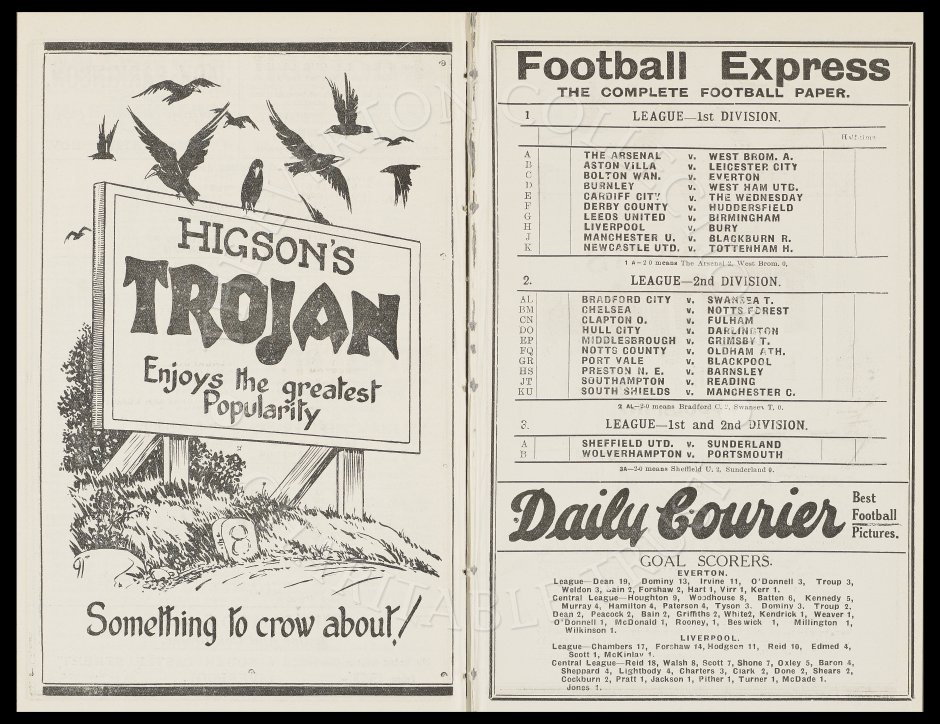 HIGSON'S
TROJAN
Enjoys the greatest
Popularity
8
Something to crow about!
Football Express
THE COMPLETE FOOTBALL PAPER.
1 LEAGUE—1st DIVISION.
Half-time
A THE ARSENAL v. WEST BROM. A.
B ASTON VILLA v. LEICESTER CITY
C BOLTON WAN. v. EVERTON
D BURNLEY v. WEST HAM UTD.
E CARDIFF CITY v. THE WEDNESDAY
F DERBY COUNTY v. HUDDERSFIELD
G LEEDS UNITED v. BIRMINGHAM
H LIVERPOOL v. BURY
J MANCHESTER U. v. BLACKBURN R.
K NEWCASTLE UTD. v. TOTTENHAM H.
1 A—2-0 means The Arsenal 2, West Brom. 0.
2. LEAGUE—2nd DIVISION.
AL BRADFORD CITY v. SWANSEA T.
BM CHELSEA v. NOTTS FOREST
CN CLAPTON O. v. FULHAM
DO HULL CITY v. DARLINGTON
EP MIDDLESBROUGH v. GRIMSBY T.
FQ NOTTS COUNTY v. OLDHAM ATH.
GR PORT VALE v. BLACKPOOL
HS PRESTON N. E. v. BARNSLEY
JT SOUTHAMPTON v. READING
KU SOUTH SHIELDS v. MANCHESTER C.
2 AL—2-0 means Bradford C. 2, Swansea T. 0.
3. LEAGUE—1st and 2nd DIVISION.
A SHEFFIELD UTD. v. SUNDERLAND
B WOLVERHAMPTON v. PORTSMOUTH
3A—2-0 means Sheffield U. 2, Sunderland 0.
Daily Courier
Best
Football
Pictures.
GOAL SCORERS.
EVERTON.
League—Dean 19, Dominy 13, Irvine 11, O'Donnell 3, Troup 3,
Weldon 3, Bain 2, Forshaw 2, Hart 1, Virr 1, Kerr 1.
Central League—Houghton 9, Woodhouse 8, Batten 6, Kennedy 5,
Murray 4, Hamilton 4, Paterson 4, Tyson 3. Dominy 3. Troup 2,
Dean 2, Peacock 2, Bain 2, Griffiths 2, White2, Kendrick 1, Weaver 1,
O'Donnell 1, McDonald 1, Rooney, 1, Beswick 1, Millington 1,
Wilkinson 1.
LIVERPOOL.
League—Chambers 17, Forshaw 14, Hodgson 11, Reid 10, Edmed 4,
Scott 1, McKinlay 1.
Central League—Reid 18, Walsh 8, Scott 7, Shone 7, Oxley 5, Baron 4,
Sheppard 4, Lightbody 4, Charters 3, Clark 2, Done 2, Shears 2,
Cockburn 2, Pratt 1, Jackson 1, Pither 1, Turner 1, McDade 1.
Jones 1.